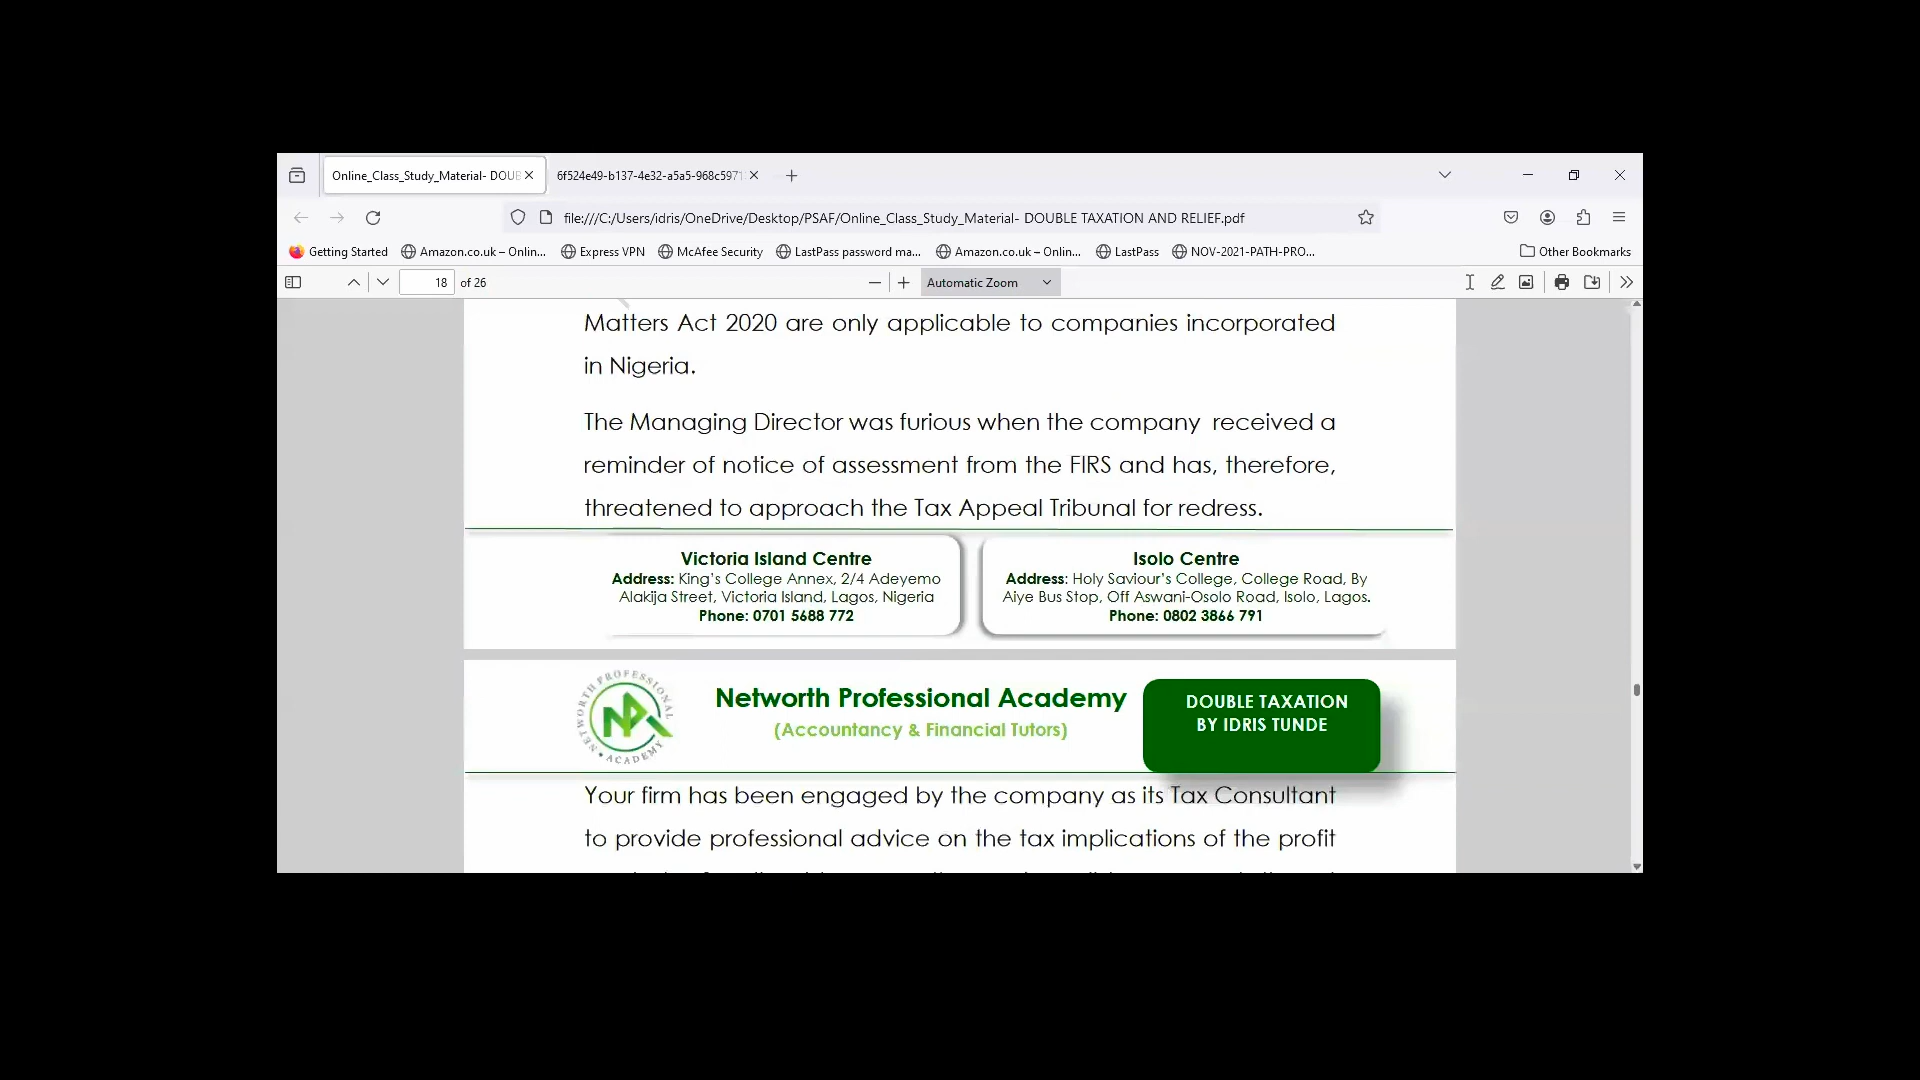 Online_Class_Study_Material- DOUB
6f524e49-b137-4e32-a5a5-968c5971
file:///C:/Users/idris/OneDrive/Desktop/PSAF/Online_Class_Study_Material- DOUBLE TAXATION AND RELIEF.pdf
Getting Started Amazon.co.uk – Onlin... Express VPN McAfee Security LastPass password ma... Amazon.co.uk – Onlin... LastPass NOV-2021-PATH-PRO... Other Bookmarks
18 of 26 Automatic Zoom
Matters Act 2020 are only applicable to companies incorporated
in Nigeria.
The Managing Director was furious when the company received a
reminder of notice of assessment from the FIRS and has, therefore,
threatened to approach the Tax Appeal Tribunal for redress.
Victoria Island Centre
Address: King's College Annex, 2/4 Adeyemo
Alakija Street, Victoria Island, Lagos, Nigeria
Phone: 0701 5688 772
Isolo Centre
Address: Holy Saviour's College, College Road, By
Aiye Bus Stop, Off Aswani-Osolo Road, Isolo, Lagos.
Phone: 0802 3866 791
NETWORTH PROFESSIONAL
ACADEMY
NPA
Networth Professional Academy
(Accountancy & Financial Tutors)
DOUBLE TAXATION
BY IDRIS TUNDE
Your firm has been engaged by the company as its Tax Consultant
to provide professional advice on the tax implications of the profit